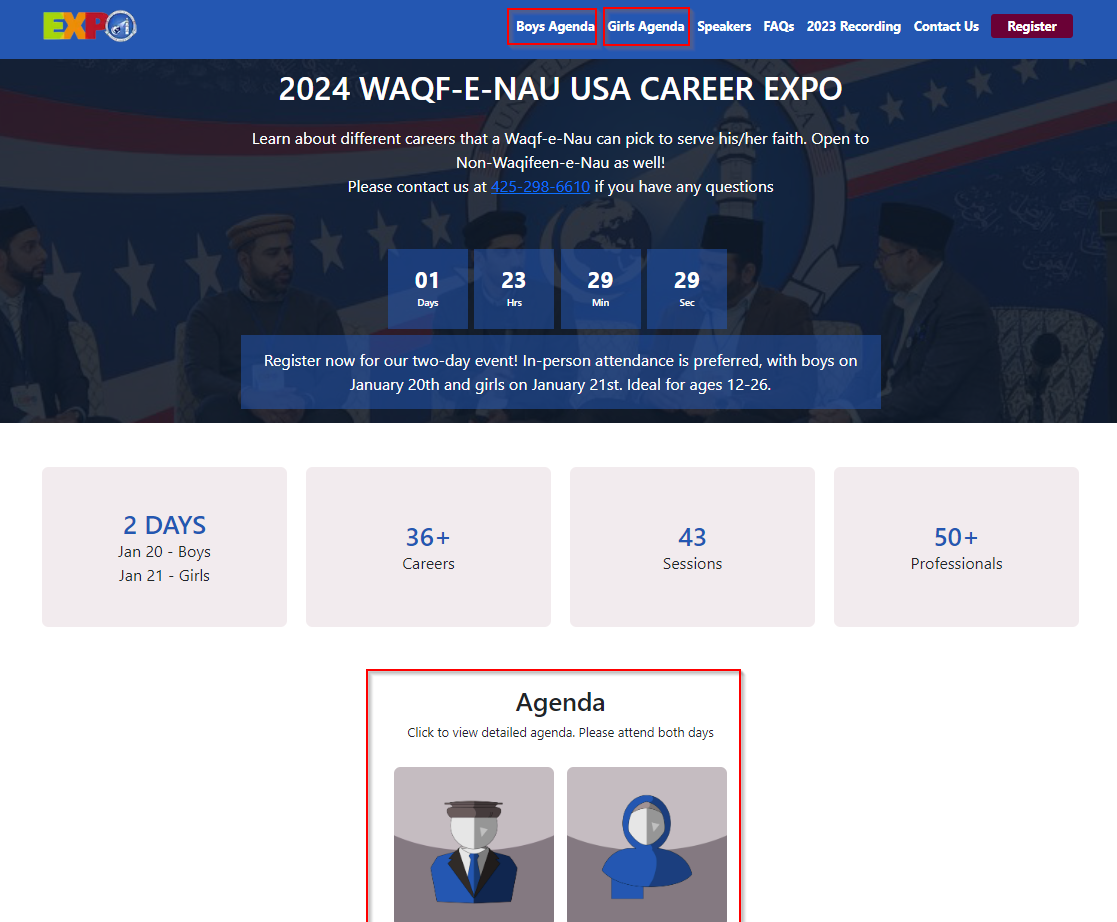 EXPO
Boys Agenda
Girls Agenda
Speakers
FAQs
2023 Recording
Contact Us
Register
2024 WAQF-E-NAU USA CAREER EXPO
Learn about different careers that a Waqf-e-Nau can pick to serve his/her faith. Open to
Non-Waqifeen-e-Nau as well!
Please contact us at 425-298-6610 if you have any questions
01
Days
23
Hrs
29
Min
29
Sec
Register now for our two-day event! In-person attendance is preferred, with boys on
January 20th and girls on January 21st. Ideal for ages 12-26.
2 DAYS
Jan 20 - Boys
Jan 21 - Girls
36+
Careers
43
Sessions
50+
Professionals
Agenda
Click to view detailed agenda. Please attend both days